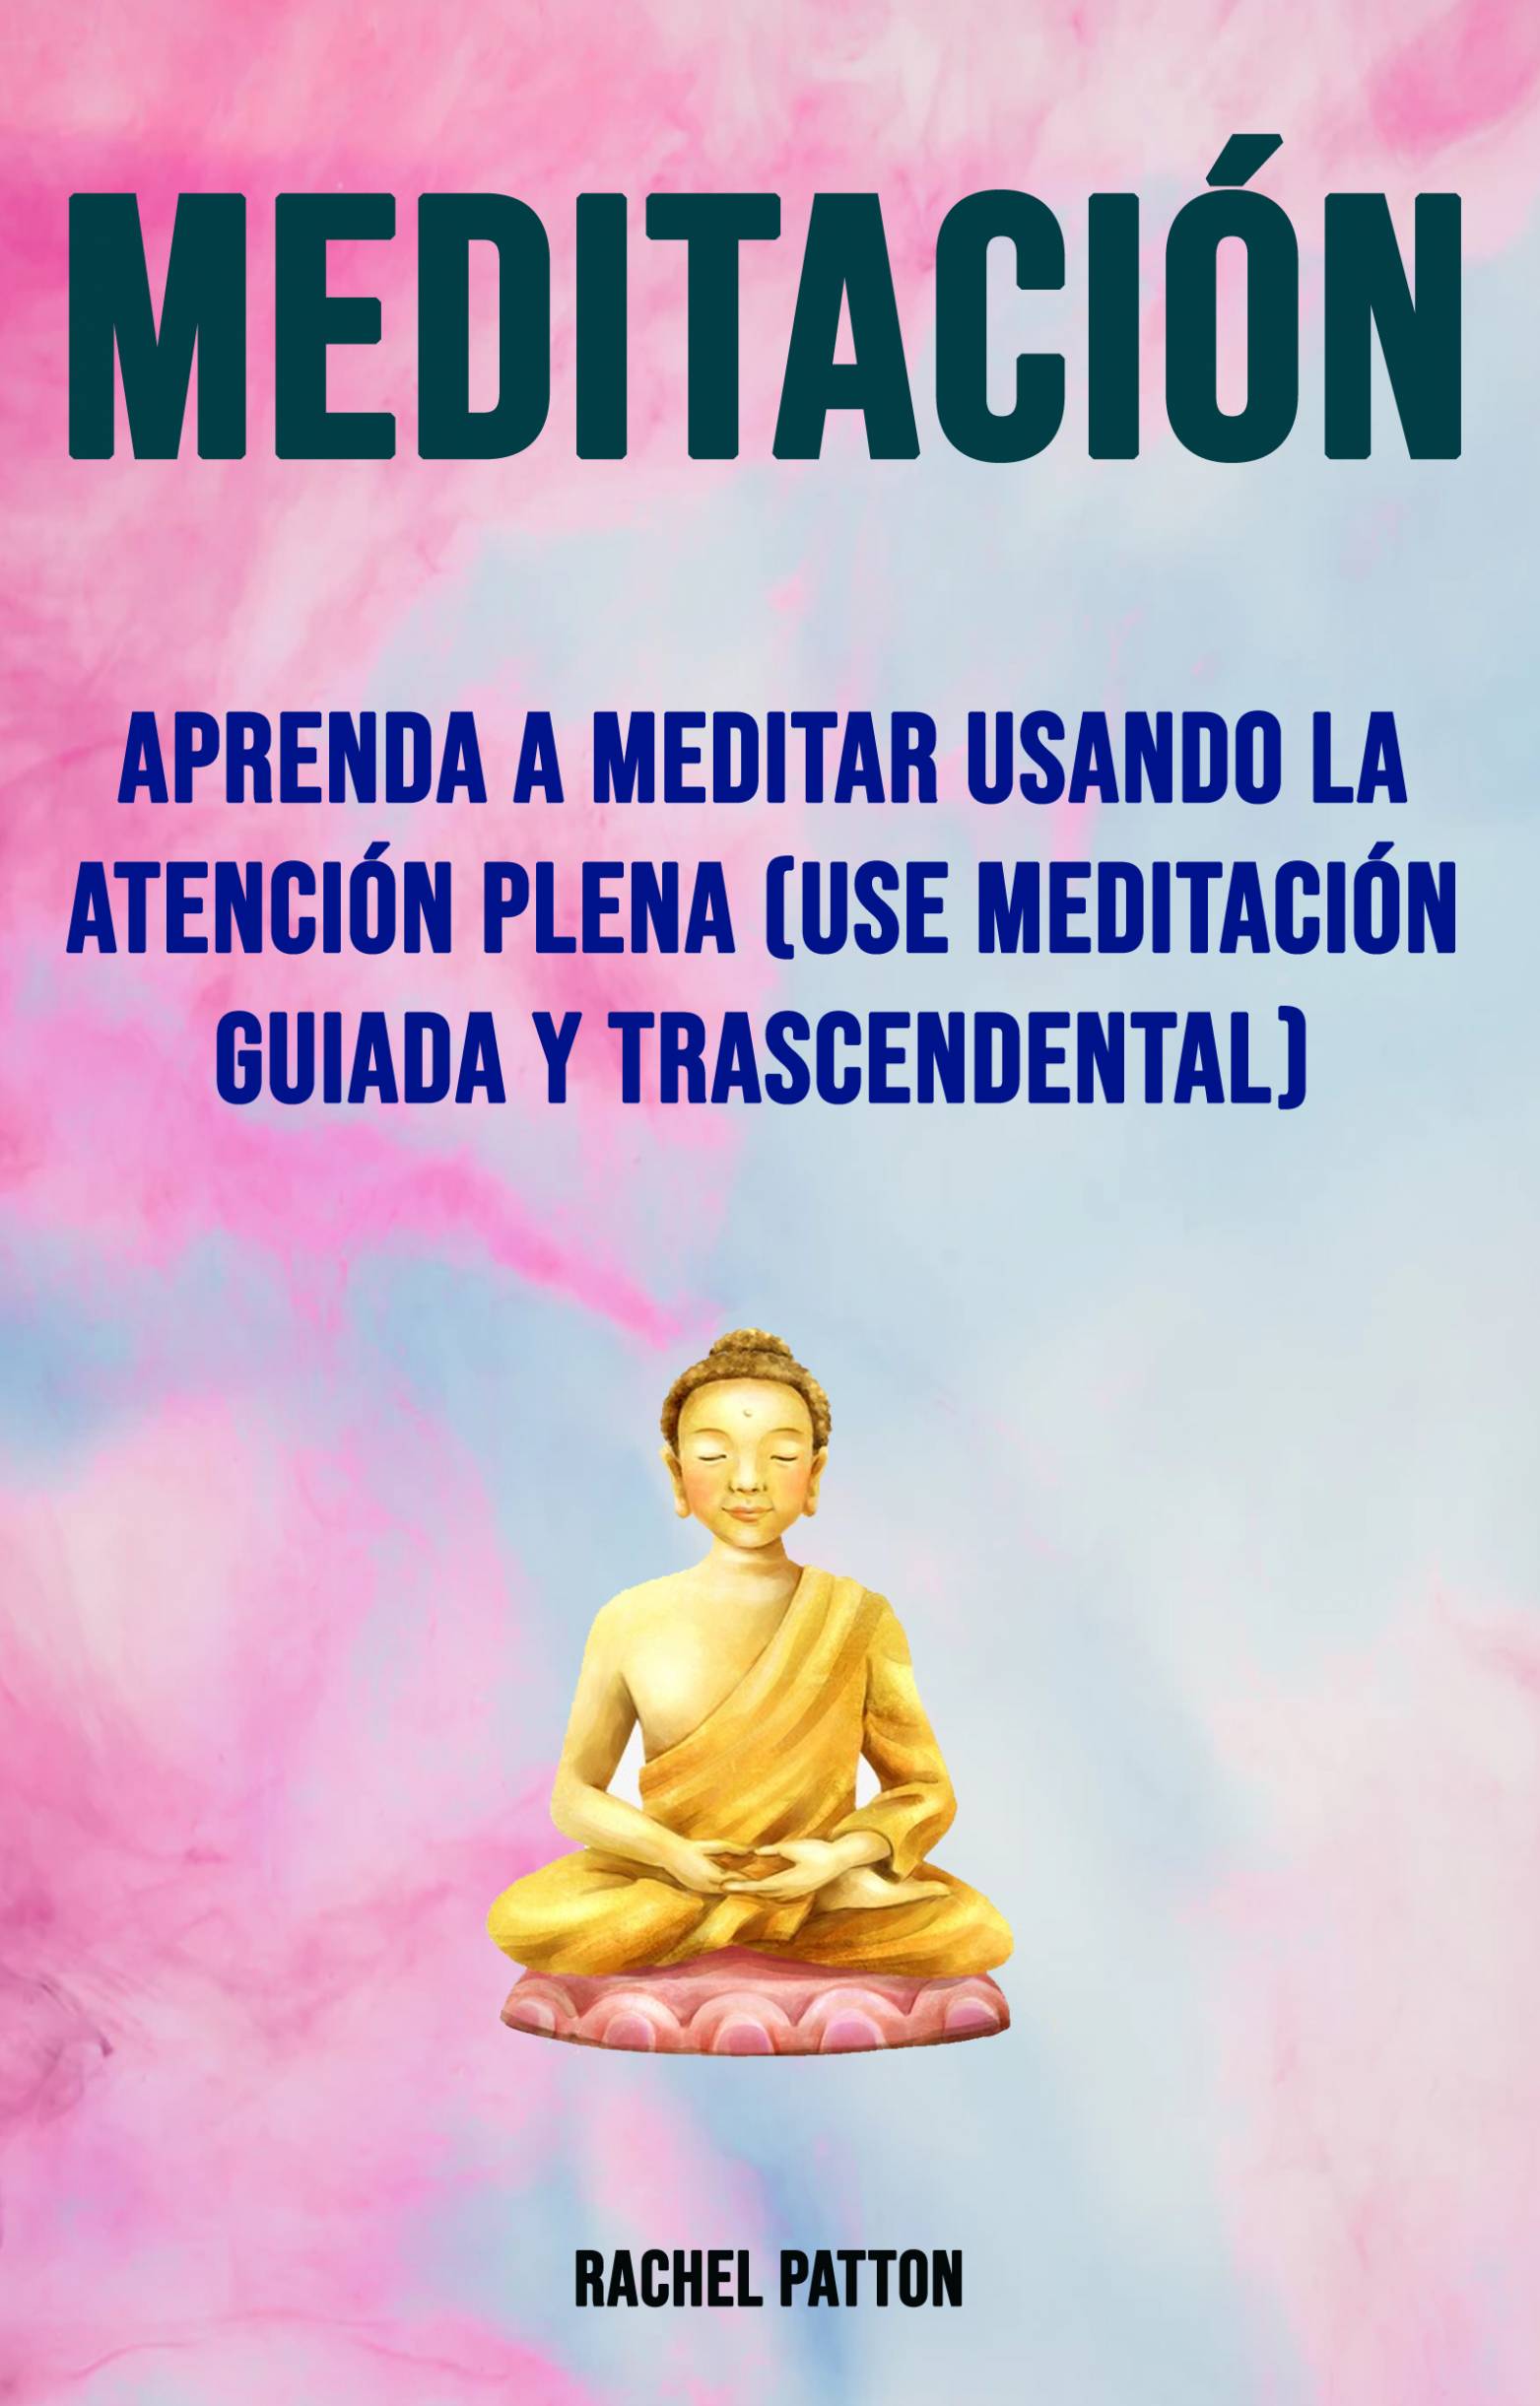 MEDITACIÓN
APRENDA A MEDITAR USANDO LA
ATENCIÓN PLENA (USE MEDITACIÓN
GUIADA Y TRASCENDENTAL)
RACHEL PATTON